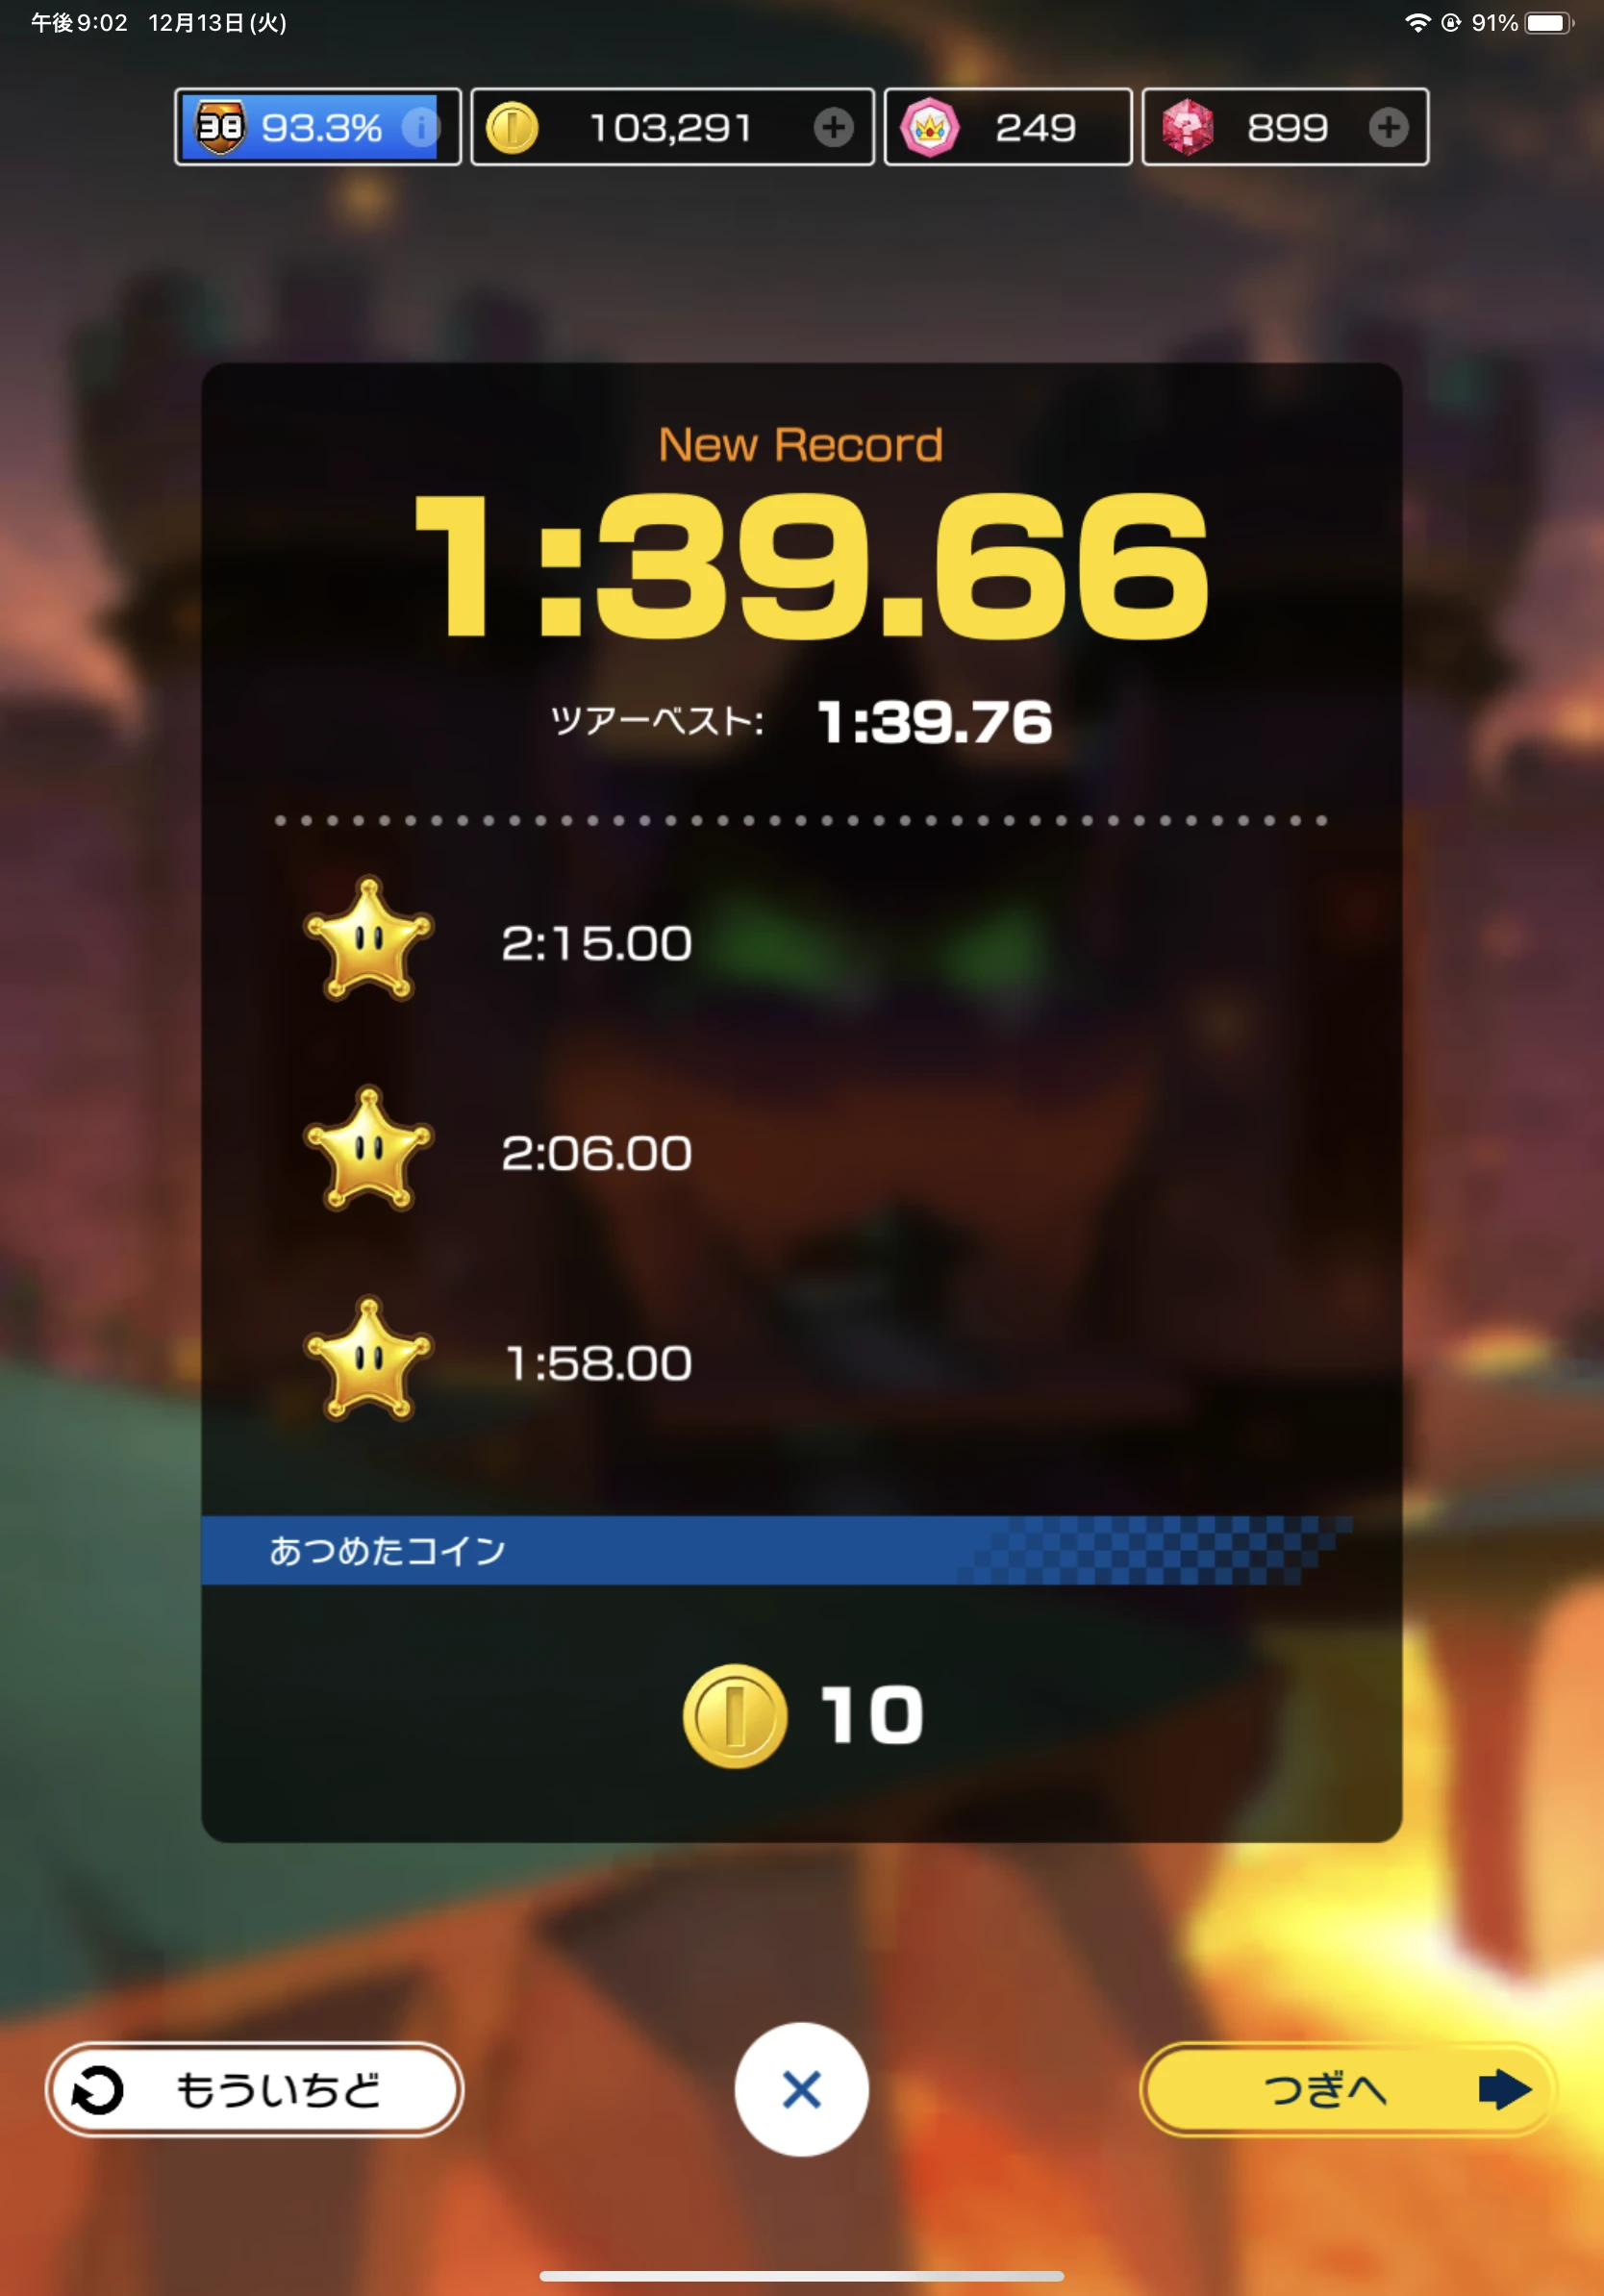 午後9:02 12月13日(火) 91%
38 93.3% 103,291 249 899
New Record
1:39.66
ツアーベスト: 1:39.76
2:15.00
2:06.00
1:58.00
あつめたコイン
10
もういちど つぎへ